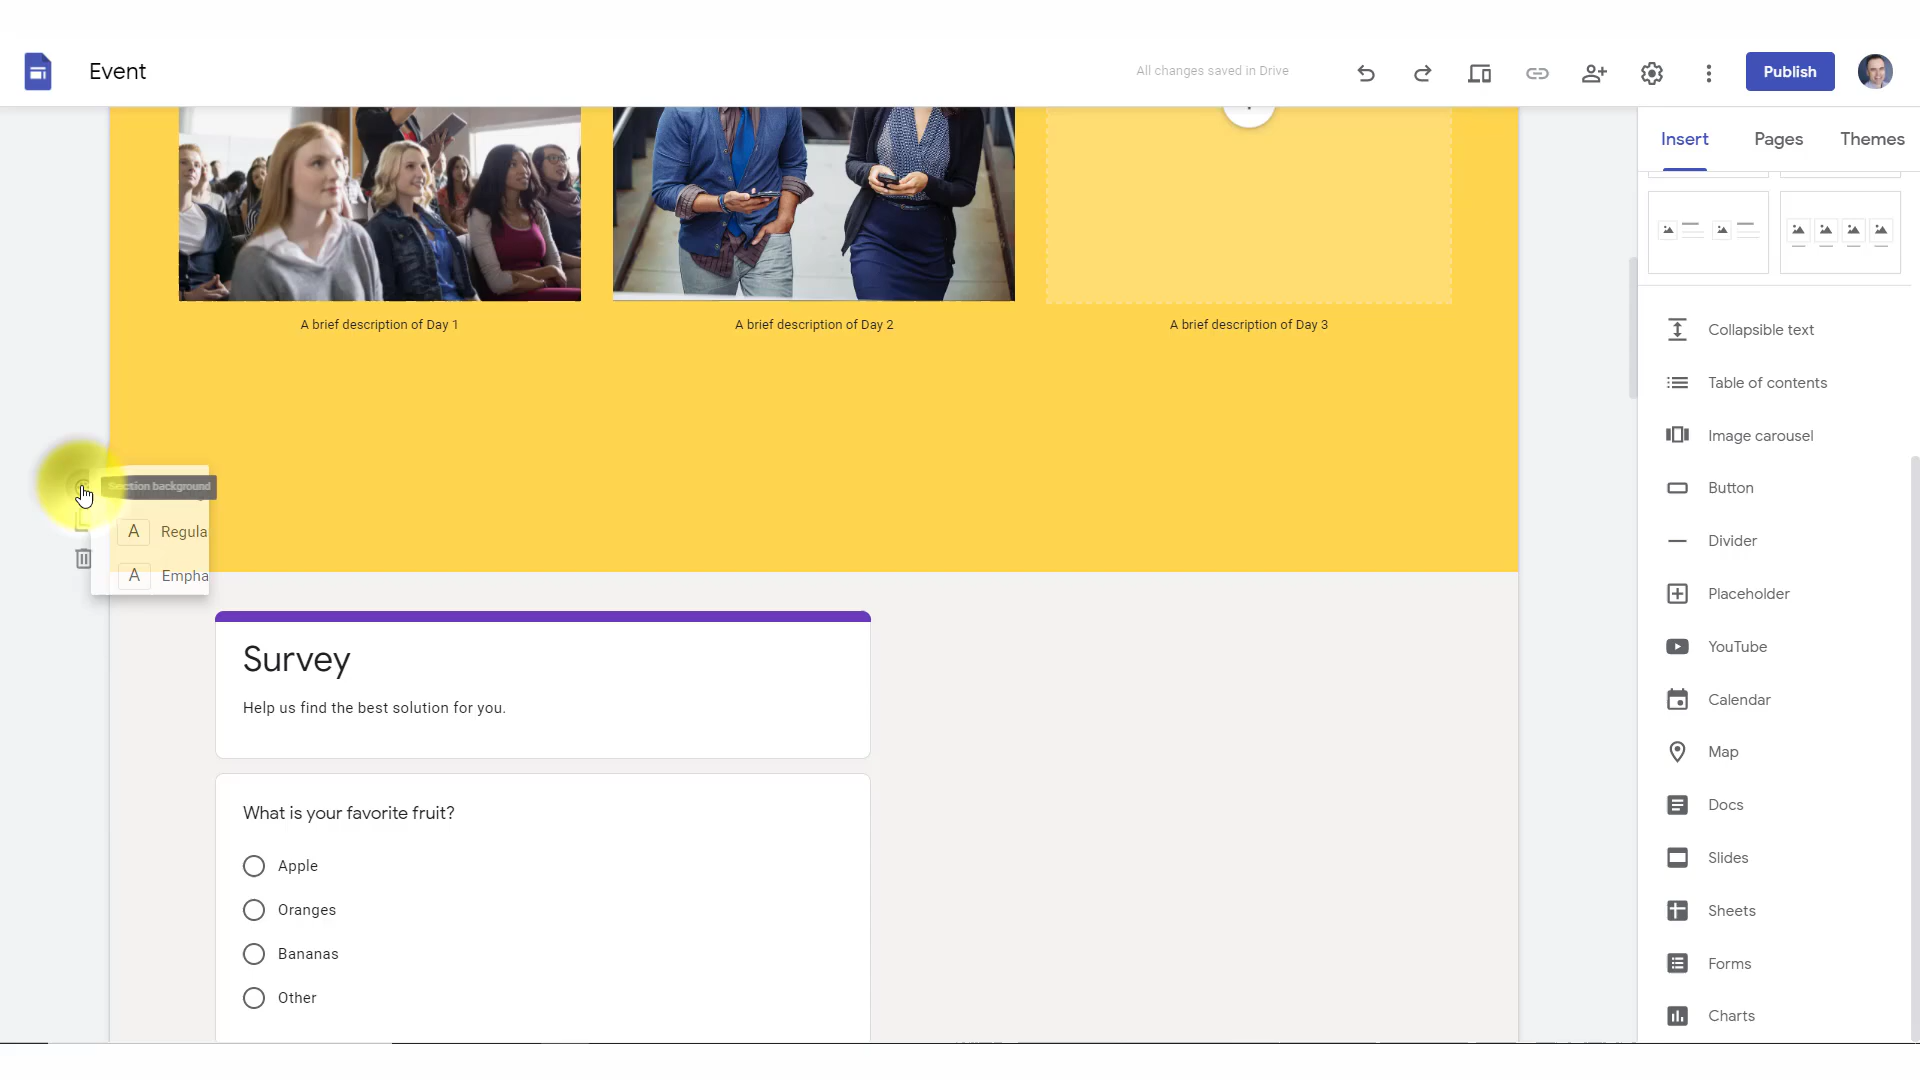 Event
All changes saved in Drive
Publish
Insert
Pages
Themes
A brief description of Day 1
A brief description of Day 2
A brief description of Day 3
Section background
A Regula
A Empha
Survey
Help us find the best solution for you.
What is your favorite fruit?
Apple
Oranges
Bananas
Other
Collapsible text
Table of contents
Image carousel
Button
Divider
Placeholder
YouTube
Calendar
Map
Docs
Slides
Sheets
Forms
Charts